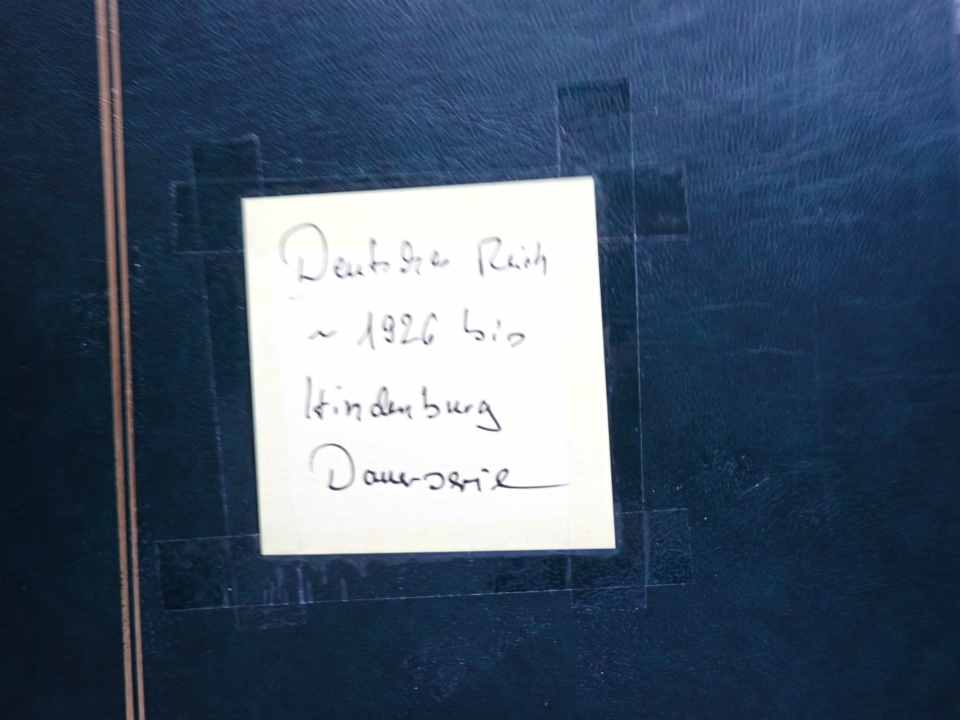 Deutsches Reich
~ 1926 bis
Hindenburg
Dauerserie